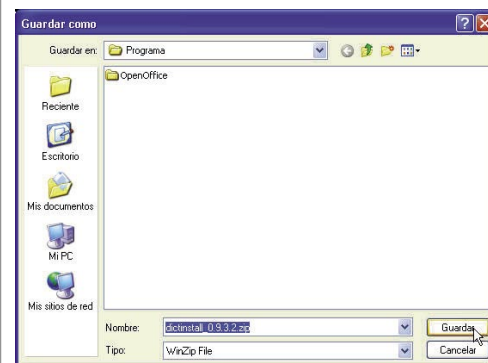 Guardar como
Guardar en: Programa
OpenOffice
Reciente
Escritorio
Mis documentos
Mi PC
Mis sitios de red
Nombre: dictinstall_0.9.3.2.zip Guardar
Tipo: WinZip File Cancelar